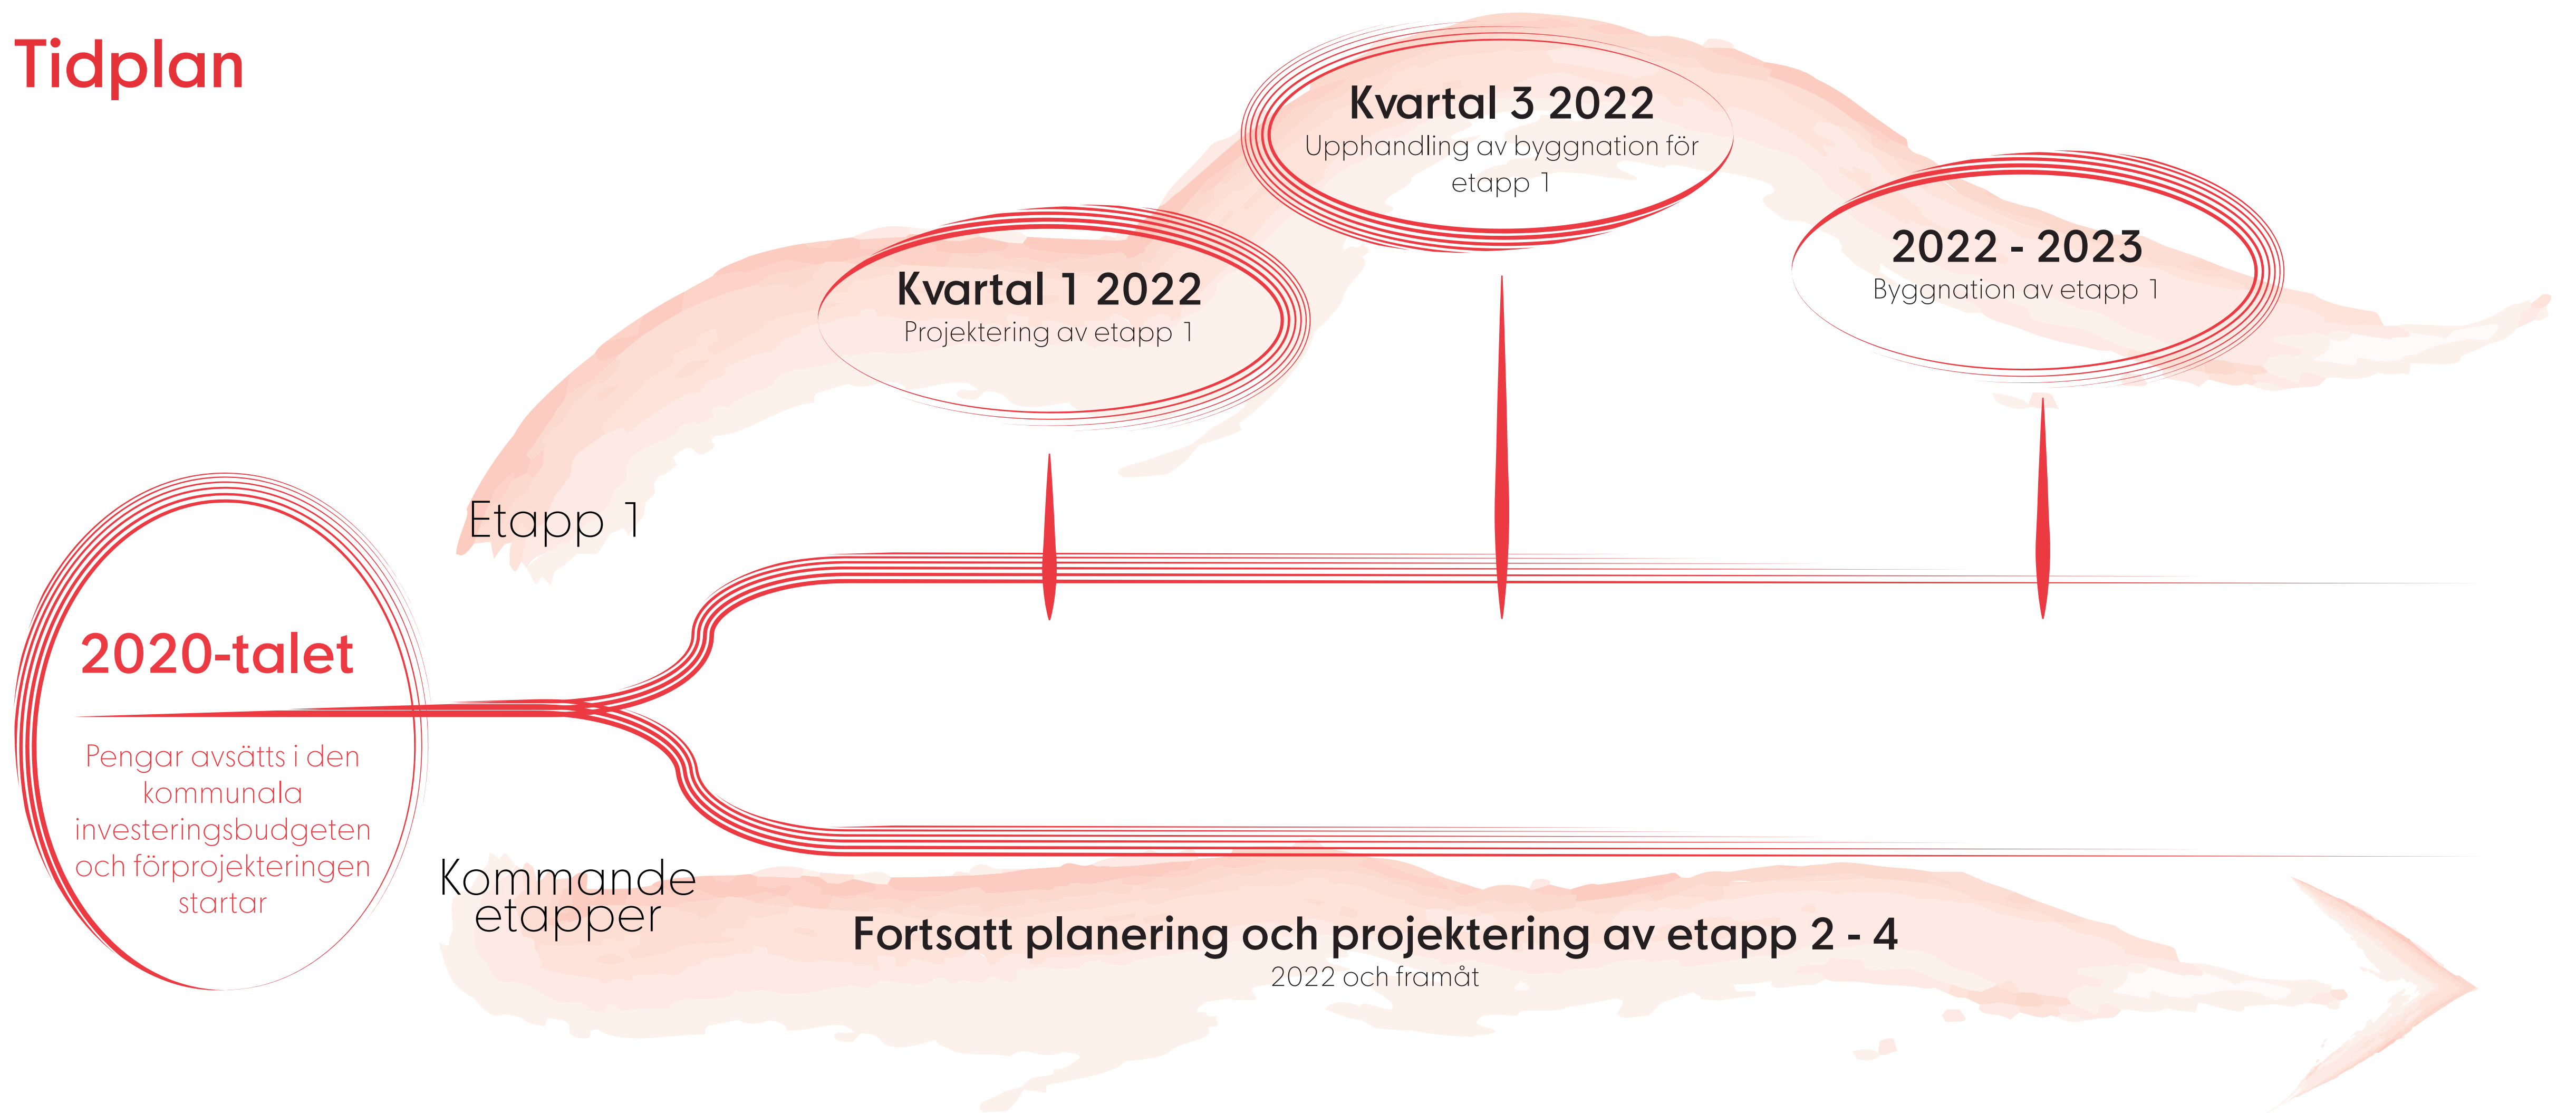 Tidplan
Kvartal 3 2022
Upphandling av byggnation för
etapp 1
2022 - 2023
Byggnation av etapp 1
Kvartal 1 2022
Projektering av etapp 1
Etapp 1
2020-talet
Pengar avsätts i den
kommunala
investeringsbudgeten
och förprojekteringen
startar
Kommande
etapper
Fortsatt planering och projektering av etapp 2 - 4
2022 och framåt